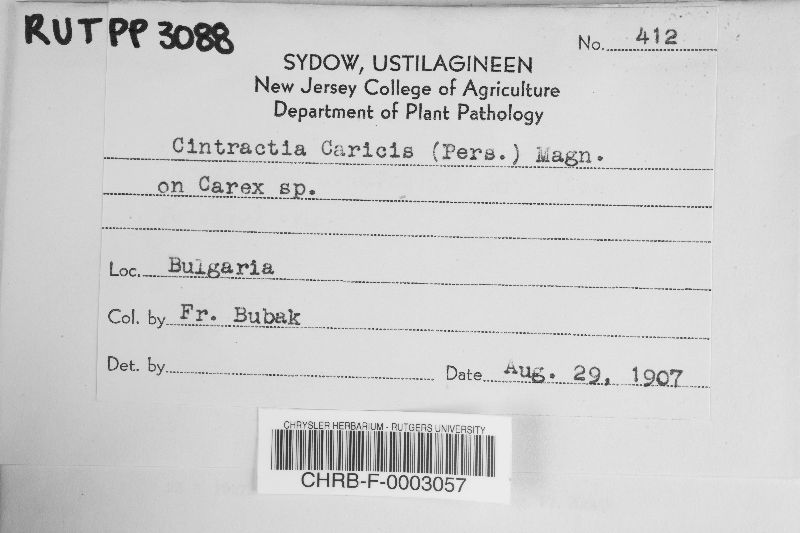 RUTPP 3088
No. 412
SYDOW, USTILAGINEEN
New Jersey College of Agriculture
Department of Plant Pathology
Cintractia Caricis (Pers.) Magn.
on Carex sp.
Loc. Bulgaria
Col. by Fr. Bubak
Det. by
Date Aug. 29, 1907
CHRYSLER HERBARIUM - RUTGERS UNIVERSITY
CHRB-F-0003057